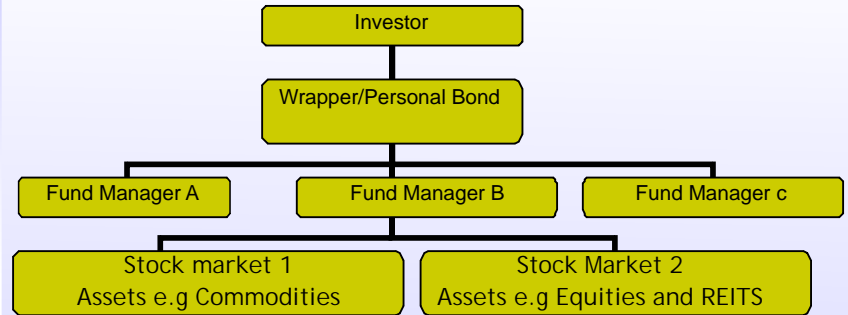 Investor
Wrapper/Personal Bond
Fund Manager A
Fund Manager B
Fund Manager c
Stock market 1
Assets e.g Commodities
Stock Market 2
Assets e.g Equities and REITS